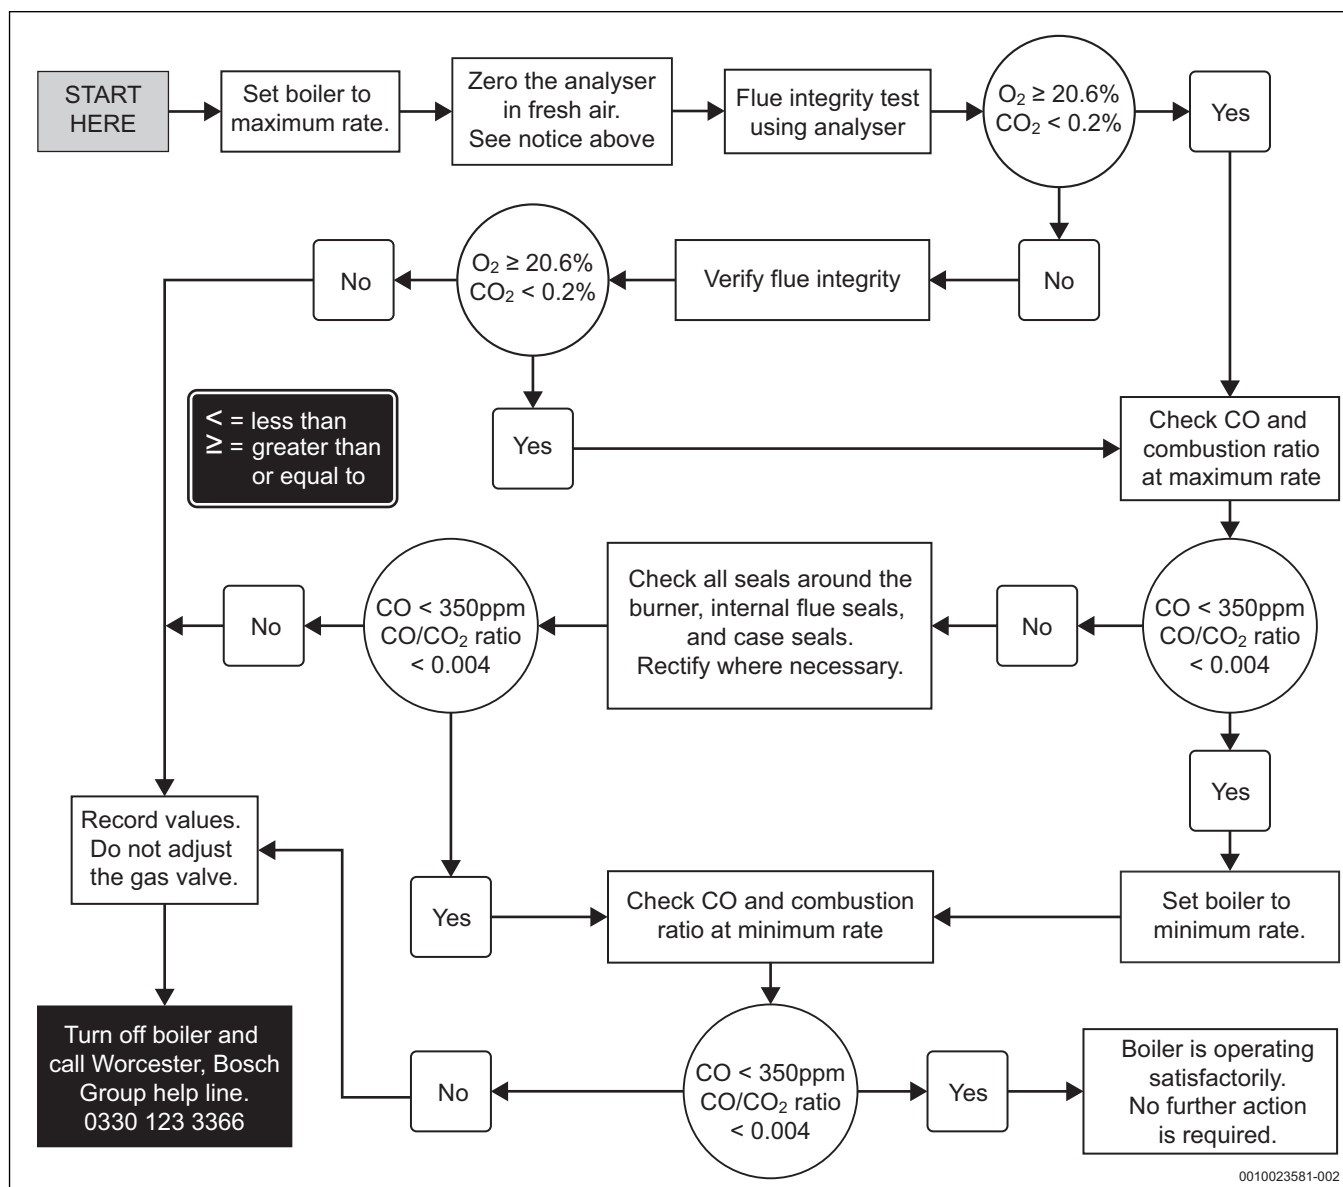 START
HERE
Set boiler to
maximum rate.
Zero the analyser
in fresh air.
See notice above
Flue integrity test
using analyser
O₂ ≥ 20.6%
CO₂ < 0.2%
Yes
No
Verify flue integrity
O₂ ≥ 20.6%
CO₂ < 0.2%
No
Yes
< = less than
≥ = greater than
or equal to
Check CO and
combustion ratio
at maximum rate
CO < 350ppm
CO/CO₂ ratio
< 0.004
No
Check all seals around the
burner, internal flue seals,
and case seals.
Rectify where necessary.
CO < 350ppm
CO/CO₂ ratio
< 0.004
No
Yes
Yes
Set boiler to
minimum rate.
Check CO and combustion
ratio at minimum rate
Record values.
Do not adjust
the gas valve.
Turn off boiler and
call Worcester, Bosch
Group help line.
0330 123 3366
No
CO < 350ppm
CO/CO₂ ratio
< 0.004
Yes
Boiler is operating
satisfactorily.
No further action
is required.
0010023581-002